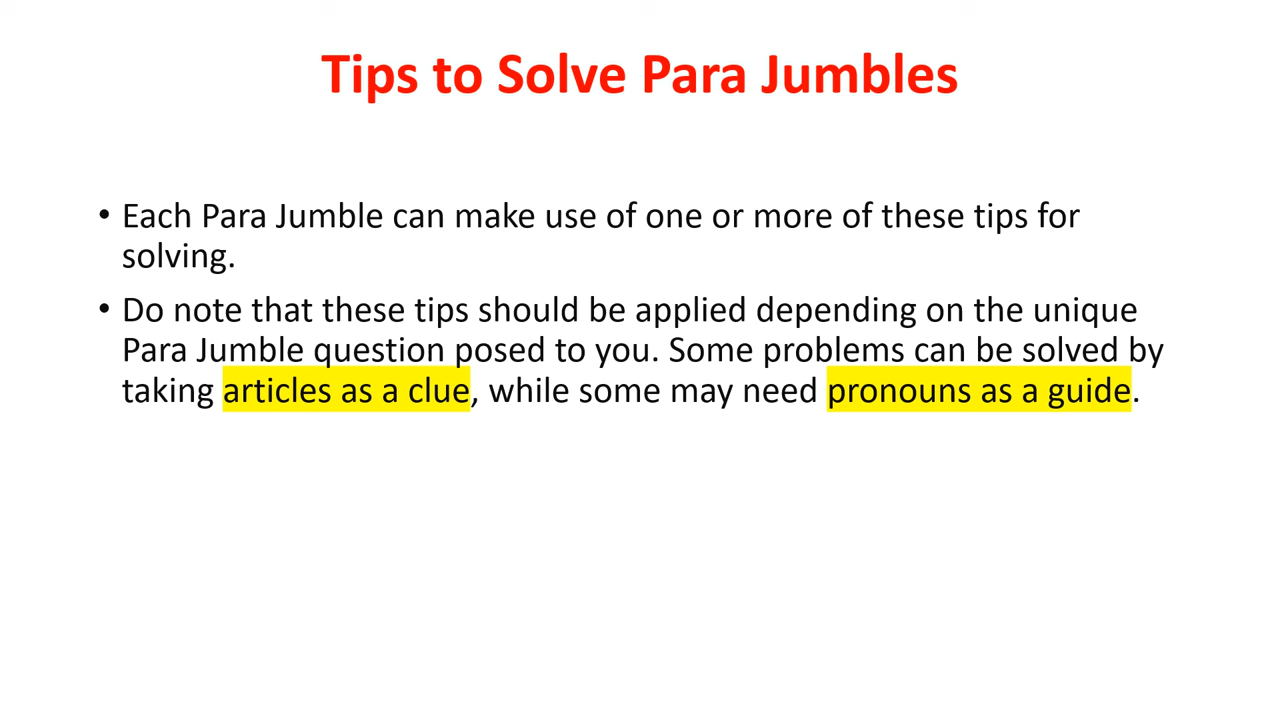 Tips to Solve Para Jumbles
• Each Para Jumble can make use of one or more of these tips for
solving.
• Do note that these tips should be applied depending on the unique
Para Jumble question posed to you. Some problems can be solved by
taking articles as a clue, while some may need pronouns as a guide.